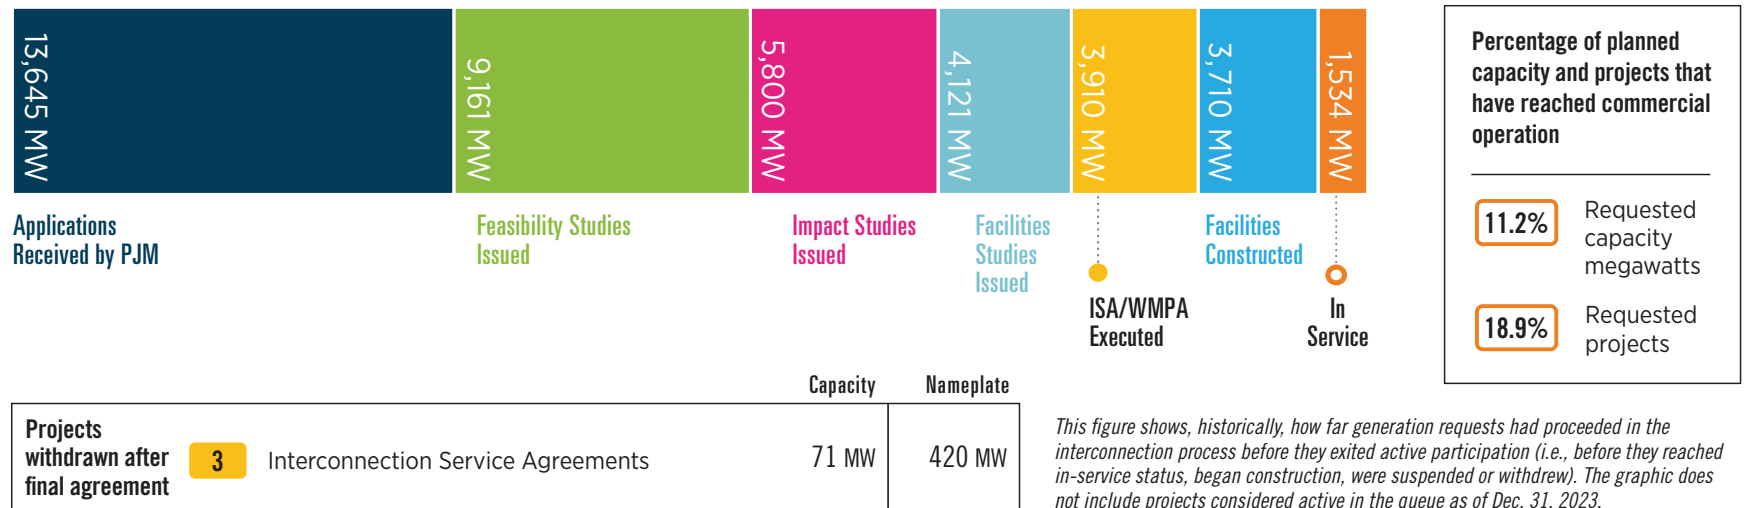 13,645 MW
9,161 MW
5,800 MW
4,121 MW
3,910 MW
3,710 MW
1,534 MW
Applications
Received by PJM
Feasibility Studies
Issued
Impact Studies
Issued
Facilities
Studies
Issued
ISA/WMPA
Executed
Facilities
Constructed
In
Service
Percentage of planned
capacity and projects that
have reached commercial
operation
11.2%
Requested
capacity
megawatts
18.9%
Requested
projects
Capacity
Nameplate
Projects
withdrawn after
final agreement
3
Interconnection Service Agreements
71 MW
420 MW
This figure shows, historically, how far generation requests had proceeded in the
interconnection process before they exited active participation (i.e., before they reached
in-service status, began construction, were suspended or withdrew). The graphic does
not include projects considered active in the queue as of Dec. 31, 2023.